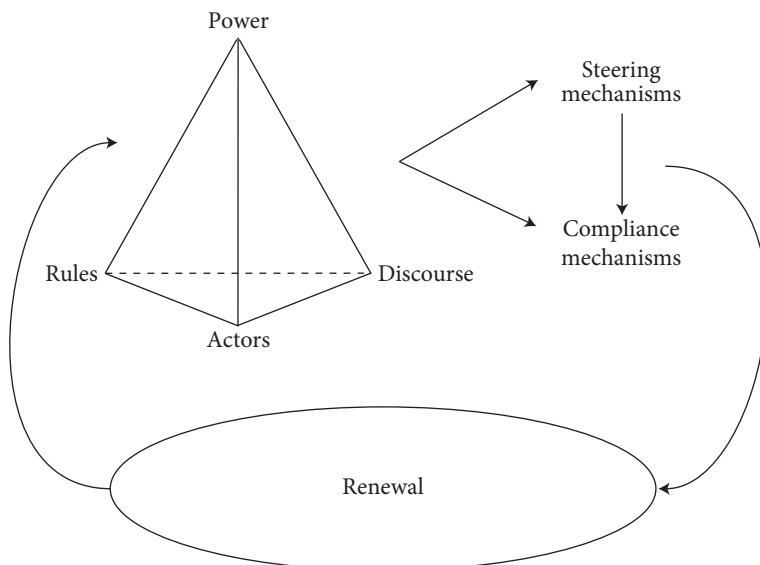 Power
Steering
mechanisms
Compliance
mechanisms
Rules
Discourse
Actors
Renewal